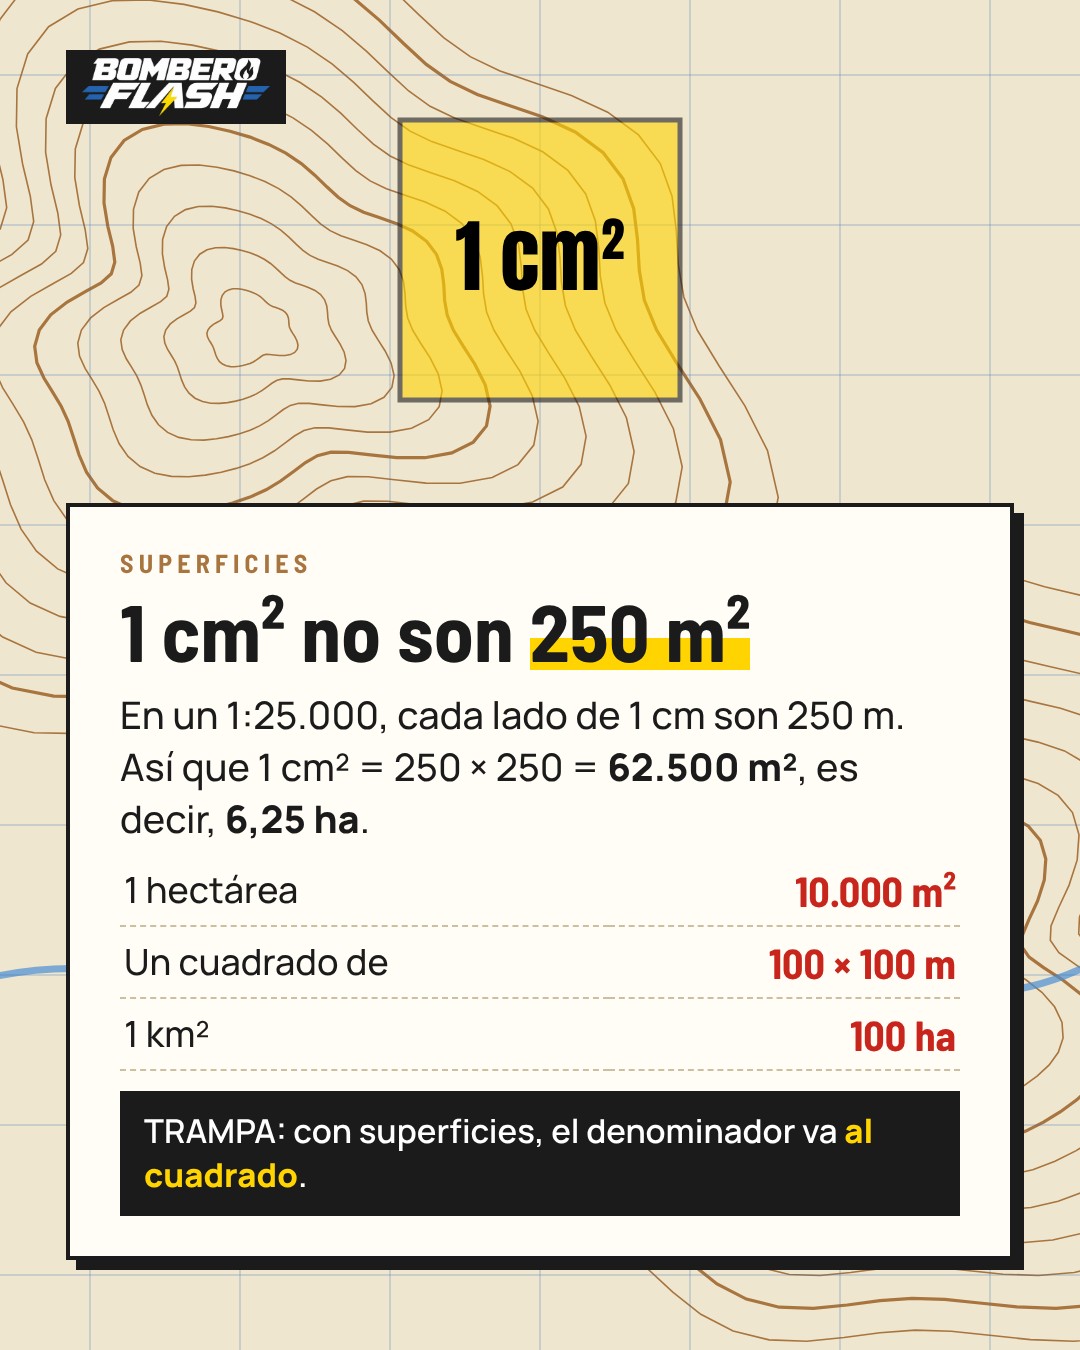 BOMBERO
FLASH
1 cm²
SUPERFICIES
1 cm² no son 250 m²
En un 1:25.000, cada lado de 1 cm son 250 m.
Así que 1 cm² = 250 × 250 = 62.500 m², es
decir, 6,25 ha.
1 hectárea 10.000 m²
Un cuadrado de 100 × 100 m
1 km² 100 ha
TRAMPA: con superficies, el denominador va al
cuadrado.